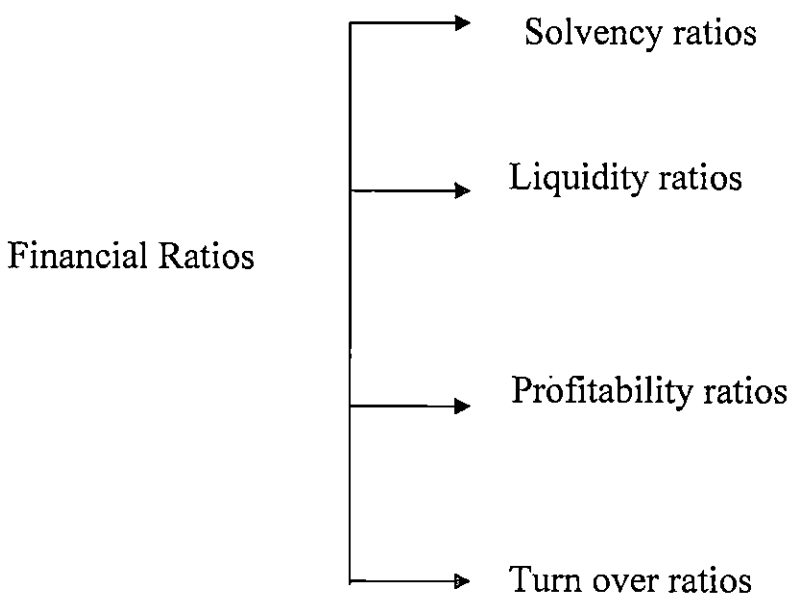 Solvency ratios
Liquidity ratios
Financial Ratios
Profitability ratios
Turn over ratios